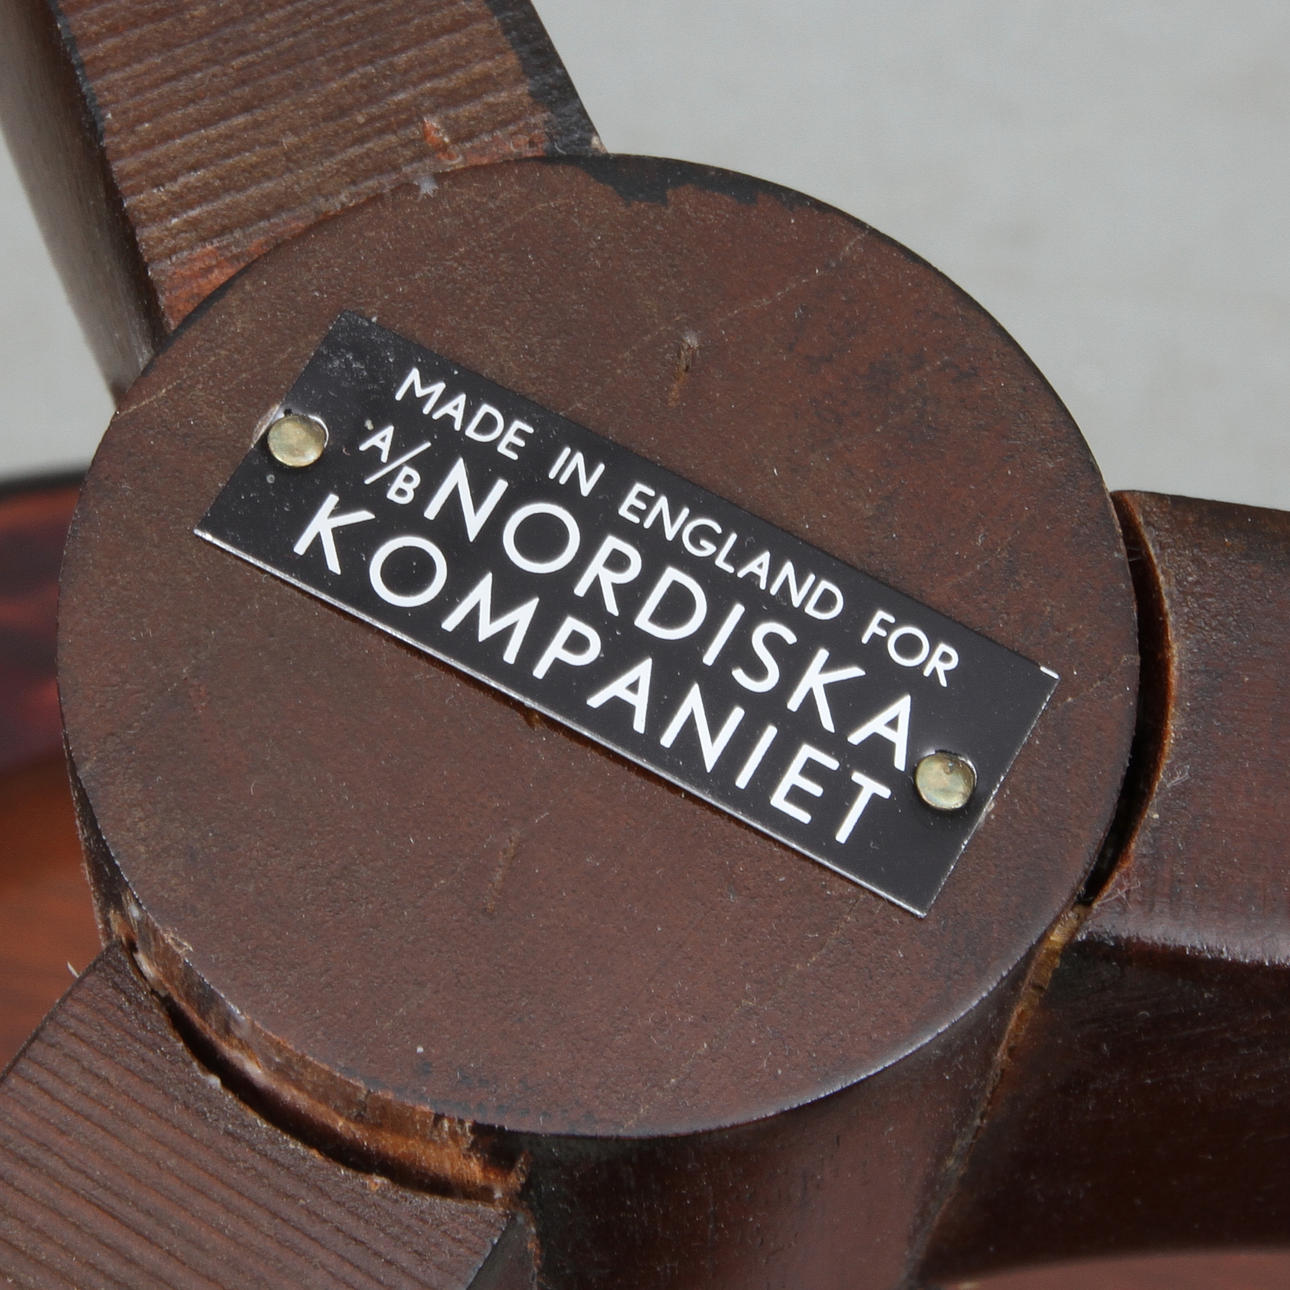 MADE IN ENGLAND FOR
A/B NORDISKA
KOMPANIET